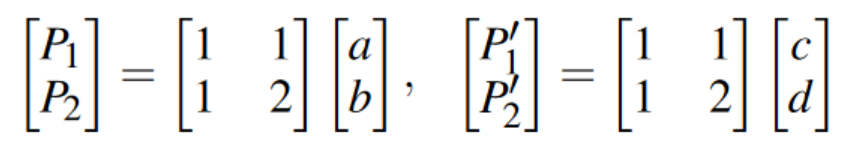 [P₁ P₂] = [1 1 1 2] [a b], [P′₁ P′₂] = [1 1 1 2] [c d]